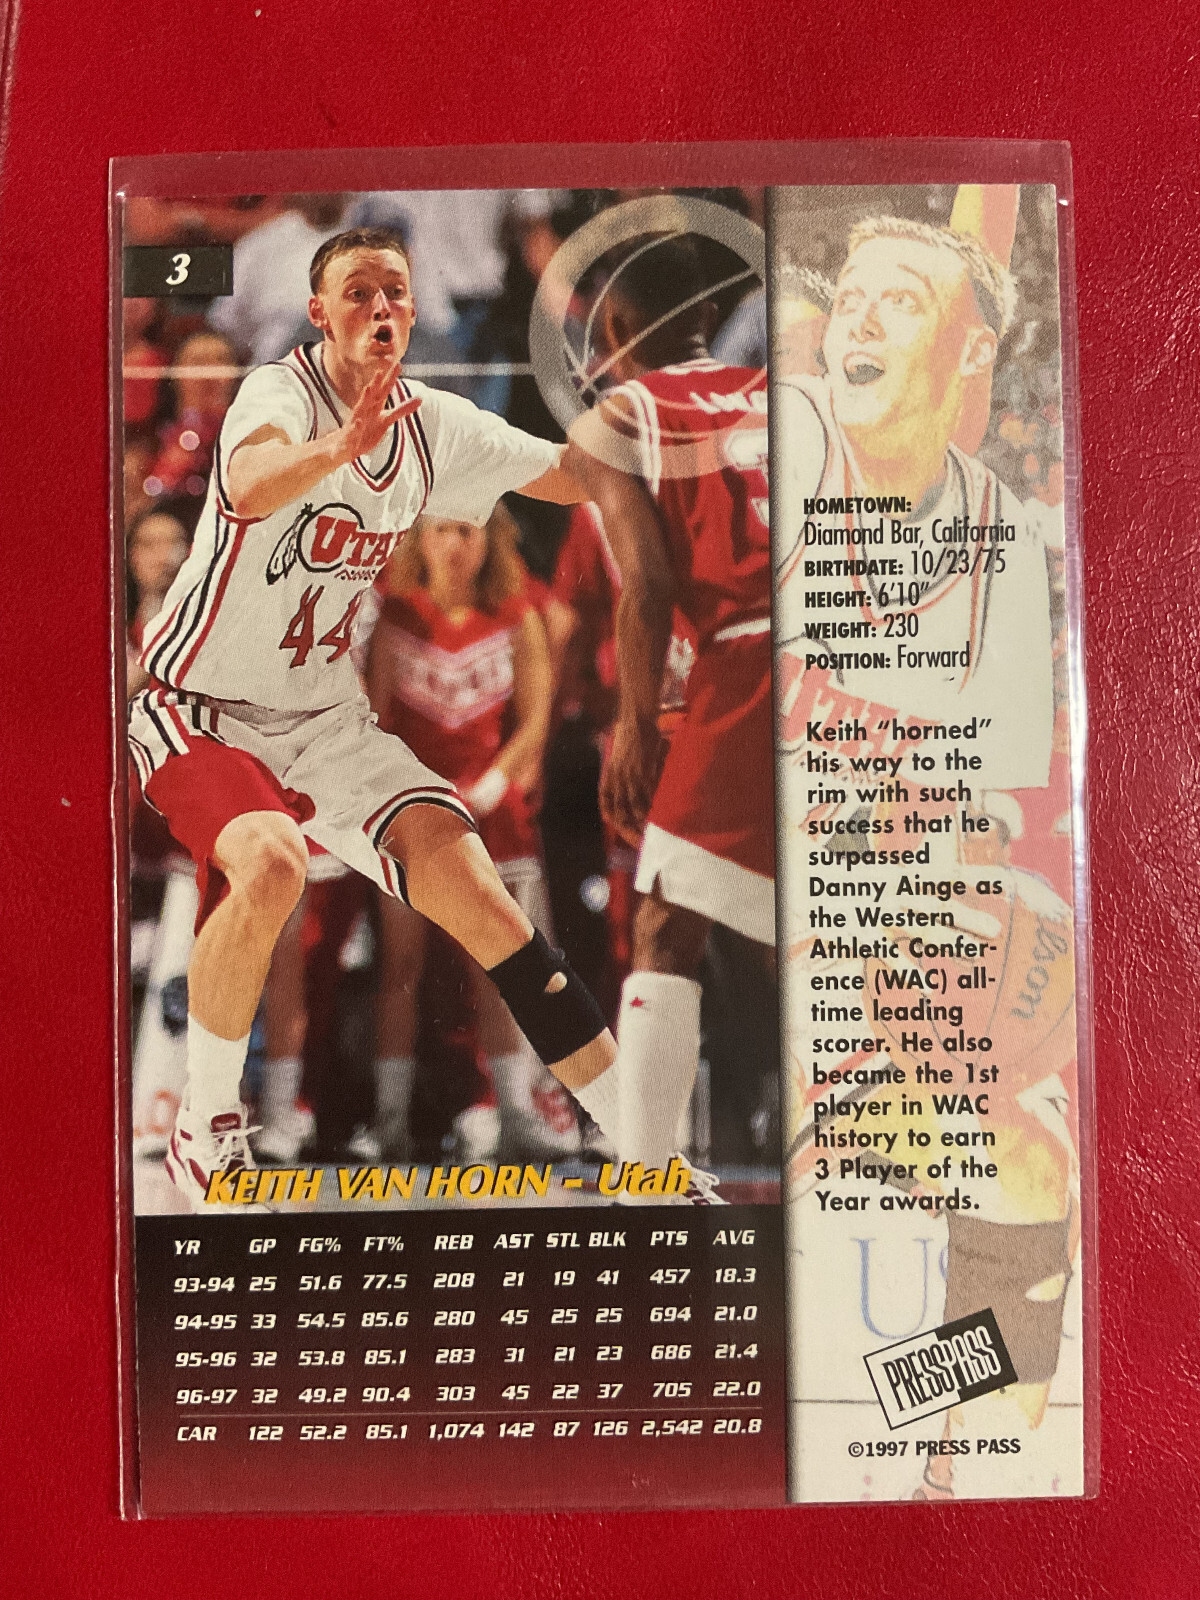 3
UTAH
44
KEITH VAN HORN - Utah
YR GP FG% FT% REB AST STL BLK PTS AVG
93-94 25 51.6 77.5 208 21 19 41 457 18.3
94-95 33 54.5 85.6 280 45 25 25 694 21.0
95-96 32 53.8 85.1 283 31 21 23 686 21.4
96-97 32 49.2 90.4 303 45 22 37 705 22.0
CAR 122 52.2 85.1 1,074 142 87 126 2,542 20.8
HOMETOWN:
Diamond Bar, California
BIRTHDATE: 10/23/75
HEIGHT: 6'10"
WEIGHT: 230
POSITION: Forward
Keith "horned"
his way to the
rim with such
success that he
surpassed
Danny Ainge as
the Western
Athletic Confer-
ence (WAC) all-
time leading
scorer. He also
became the 1st
player in WAC
history to earn
3 Player of the
Year awards.
PRESS PASS
©1997 PRESS PASS